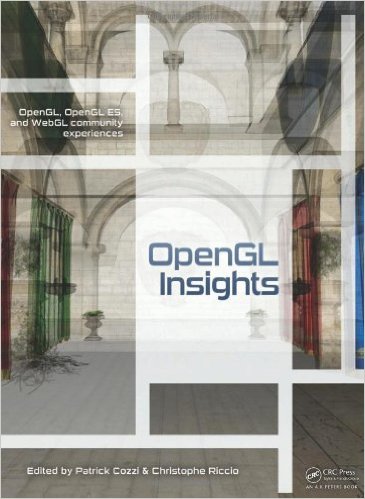 OpenGL, OpenGL ES,
and WebGL community
experiences
OpenGL
Insights
Edited by Patrick Cozzi & Christophe Riccio
CRC
CRC Press
AN A K PETERS BOOK